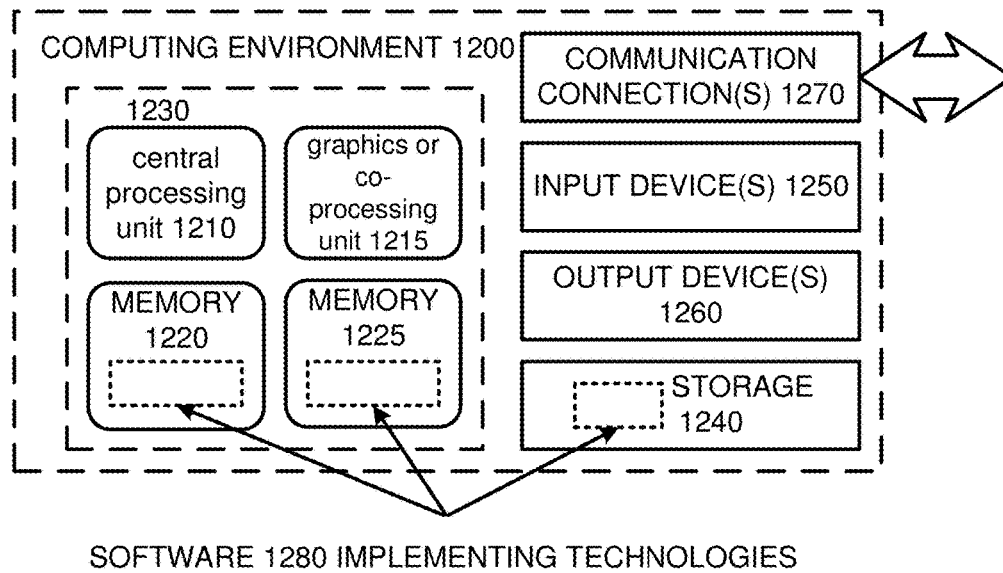 COMPUTING ENVIRONMENT 1200
COMMUNICATION
CONNECTION(S) 1270
1230
central
processing
unit 1210
graphics or
co-
processing
unit 1215
INPUT DEVICE(S) 1250
OUTPUT DEVICE(S)
1260
MEMORY
1220
MEMORY
1225
STORAGE
1240
SOFTWARE 1280 IMPLEMENTING TECHNOLOGIES